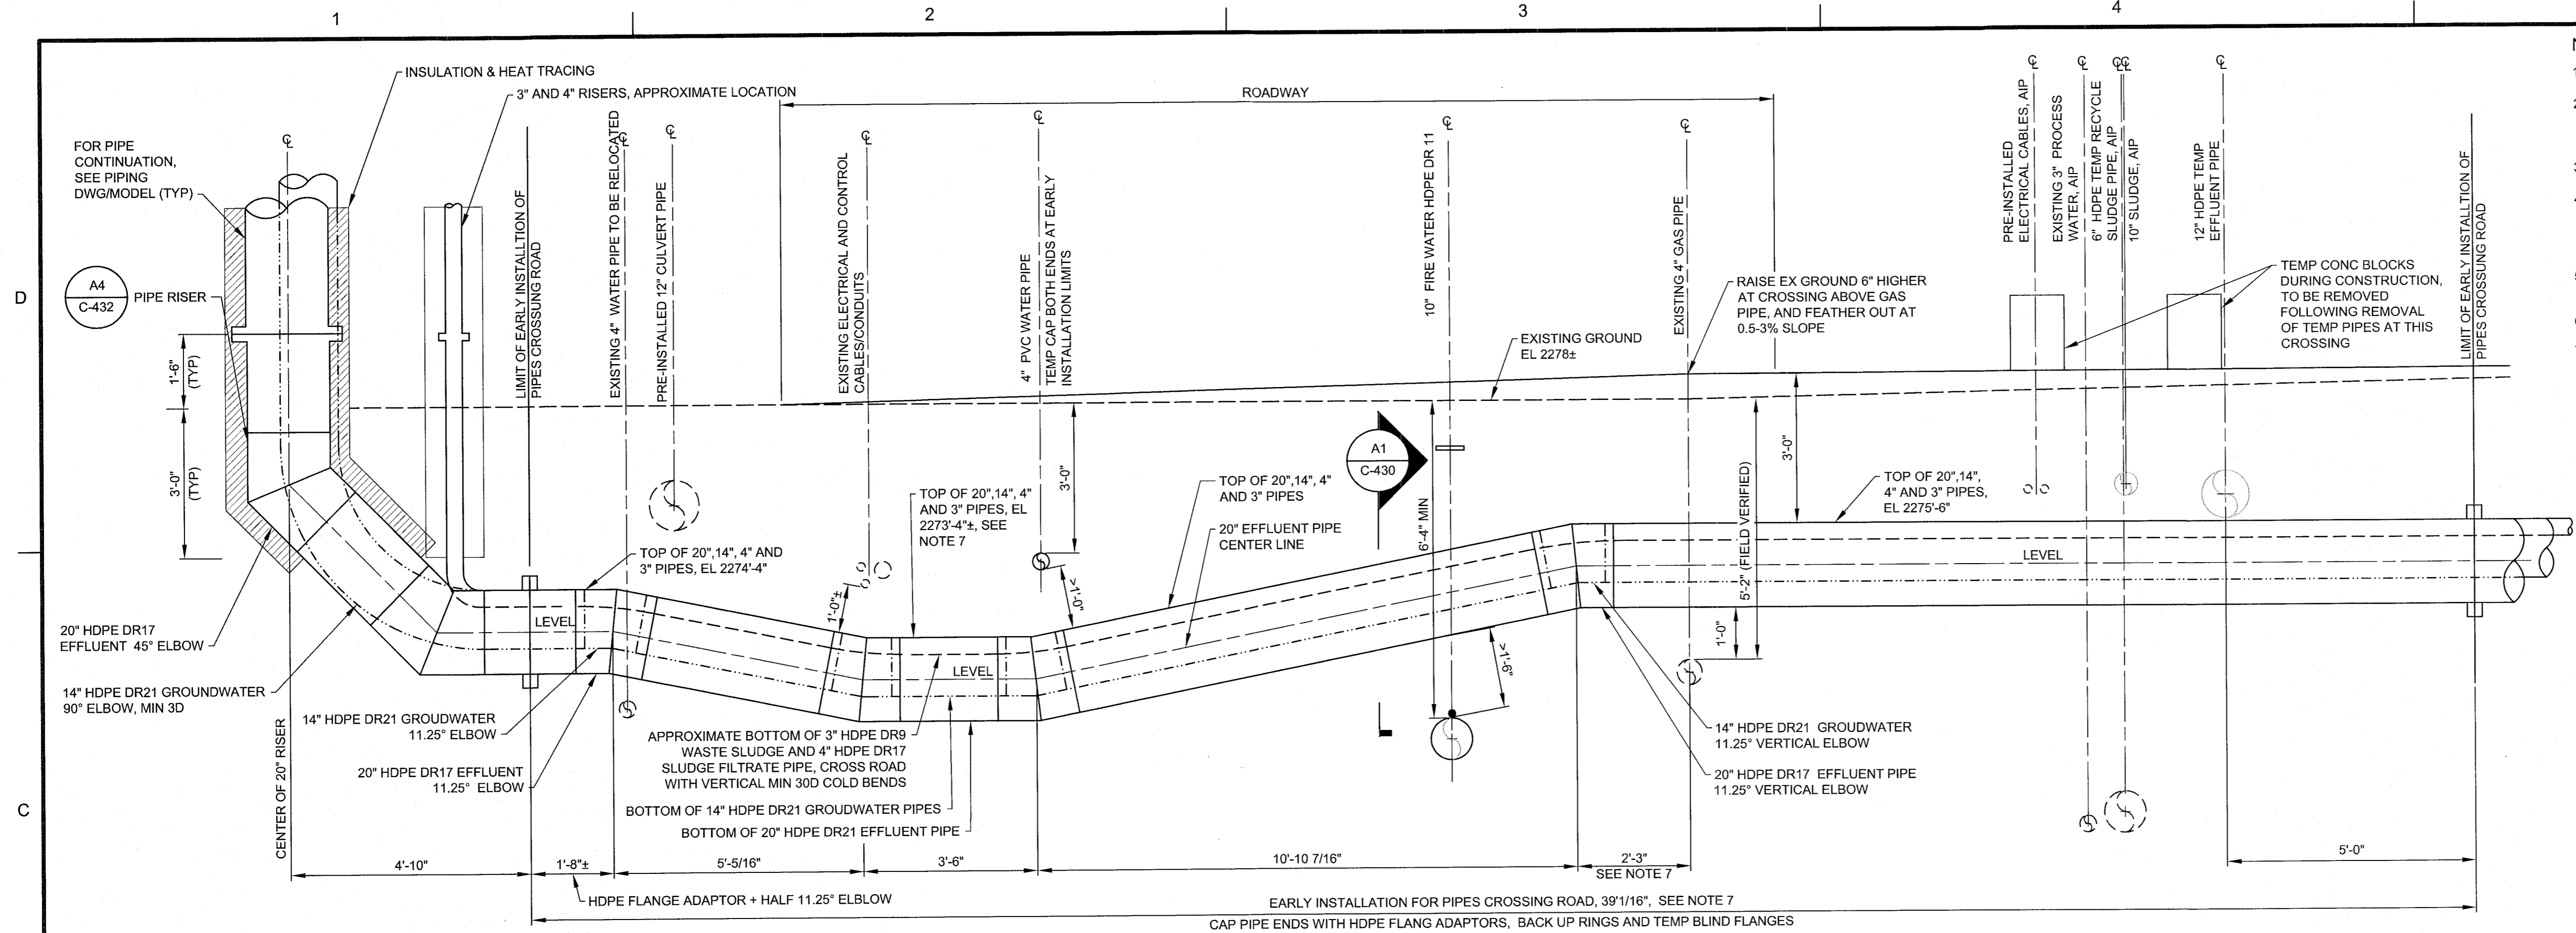 1
2
3
4
INSULATION & HEAT TRACING
3" AND 4" RISERS, APPROXIMATE LOCATION
ROADWAY
FOR PIPE
CONTINUATION,
SEE PIPING
DWG/MODEL (TYP)
LIMIT OF EARLY INSTALLTION OF
PIPES CROSSUNG ROAD
EXISTING 4" WATER PIPE TO BE RELOCATED
PRE-INSTALLED 12" CULVERT PIPE
EXISTING ELECTRICAL AND CONTROL
CABLES/CONDUITS
4" PVC WATER PIPE
TEMP CAP BOTH ENDS AT EARLY
INSTALLATION LIMITS
10" FIRE WATER HDPE DR 11
EXISTING 4" GAS PIPE
PRE-INSTALLED
ELECTRICAL CABLES, AIP
EXISTING 3" PROCESS
WATER, AIP
6" HDPE TEMP RECYCLE
SLUDGE PIPE, AIP
10" SLUDGE, AIP
12" HDPE TEMP
EFFLUENT PIPE
LIMIT OF EARLY INSTALLTION OF
PIPES CROSSUNG ROAD
D
A4
C-432
PIPE RISER
RAISE EX GROUND 6" HIGHER
AT CROSSING ABOVE GAS
PIPE, AND FEATHER OUT AT
0.5-3% SLOPE
TEMP CONC BLOCKS
DURING CONSTRUCTION,
TO BE REMOVED
FOLLOWING REMOVAL
OF TEMP PIPES AT THIS
CROSSING
EXISTING GROUND
EL 2278±
1'-6"
(TYP)
3'-0"
(TYP)
3'-0"
6'-4" MIN
A1
C-430
5'-2" (FIELD VERIFIED)
3'-0"
TOP OF 20",14", 4"
AND 3" PIPES, EL
2273'-4"±, SEE
NOTE 7
TOP OF 20",14", 4"
AND 3" PIPES
20" EFFLUENT PIPE
CENTER LINE
TOP OF 20",14",
4" AND 3" PIPES,
EL 2275'-6"
TOP OF 20",14", 4" AND
3" PIPES, EL 2274'-4"
1'-0"±
>1'-0"
LEVEL
LEVEL
LEVEL
1'-0"
>1'-6"
20" HDPE DR17
EFFLUENT 45° ELBOW
14" HDPE DR21 GROUNDWATER
90° ELBOW, MIN 3D
14" HDPE DR21 GROUDWATER
11.25° ELBOW
20" HDPE DR17 EFFLUENT
11.25° ELBOW
APPROXIMATE BOTTOM OF 3" HDPE DR9
WASTE SLUDGE AND 4" HDPE DR17
SLUDGE FILTRATE PIPE, CROSS ROAD
WITH VERTICAL MIN 30D COLD BENDS
BOTTOM OF 14" HDPE DR21 GROUDWATER PIPES
BOTTOM OF 20" HDPE DR21 EFFLUENT PIPE
14" HDPE DR21 GROUDWATER
11.25° VERTICAL ELBOW
20" HDPE DR17 EFFLUENT PIPE
11.25° VERTICAL ELBOW
C
CENTER OF 20" RISER
4'-10"
1'-8"±
5'-5/16"
3'-6"
10'-10 7/16"
2'-3"
SEE NOTE 7
5'-0"
HDPE FLANGE ADAPTOR + HALF 11.25° ELBLOW
EARLY INSTALLATION FOR PIPES CROSSING ROAD, 39'1/16", SEE NOTE 7
CAP PIPE ENDS WITH HDPE FLANG ADAPTORS, BACK UP RINGS AND TEMP BLIND FLANGES